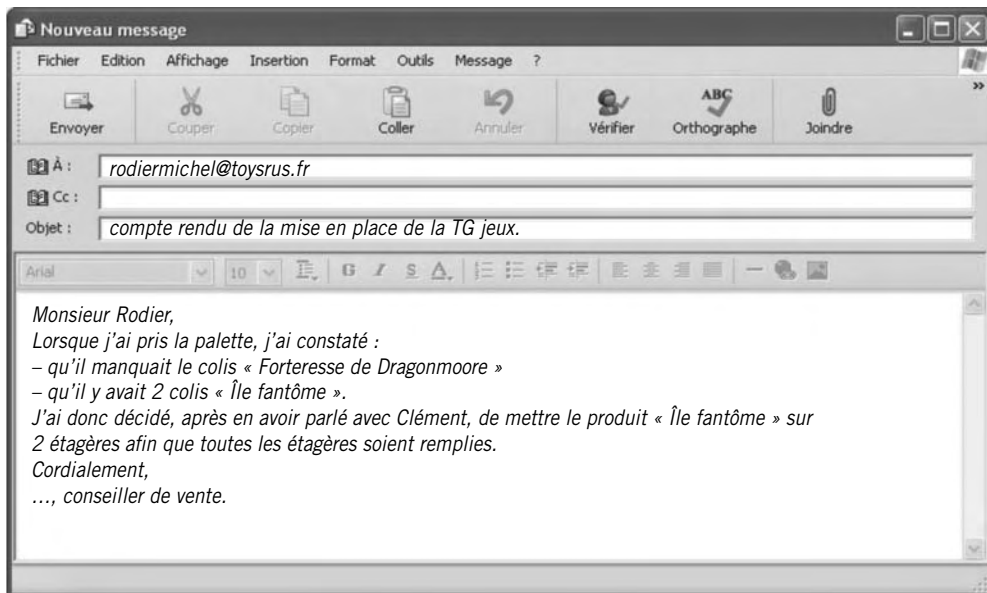 Nouveau message
Fichier Edition Affichage Insertion Format Outils Message ?
ABC
»
Envoyer Couper Copier Coller Annuler Vérifier Orthographe Joindre
À : rodiermichel@toysrus.fr
Cc :
Objet : compte rendu de la mise en place de la TG jeux.
Arial 10 G I S A
Monsieur Rodier,
Lorsque j'ai pris la palette, j'ai constaté :
– qu'il manquait le colis « Forteresse de Dragonmoore »
– qu'il y avait 2 colis « Île fantôme ».
J'ai donc décidé, après en avoir parlé avec Clément, de mettre le produit « Île fantôme » sur
2 étagères afin que toutes les étagères soient remplies.
Cordialement,
…, conseiller de vente.